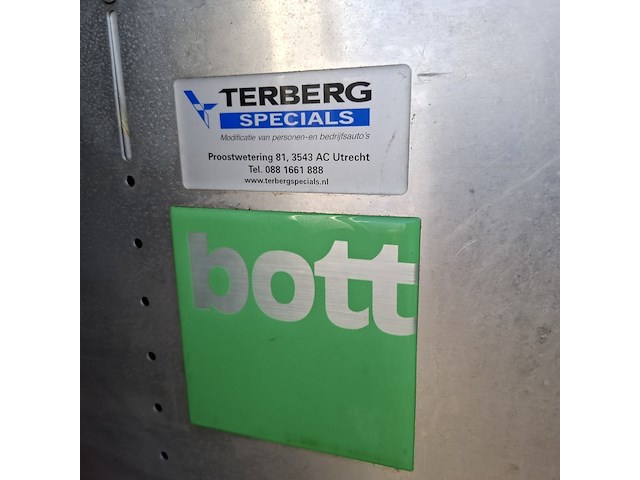 TERBERG
SPECIALS
Modificatie van personen-en bedrijfsauto's
Proostwetering 81, 3543 AC Utrecht
Tel. 088 1661 888
www.terbergspecials.nl
bott